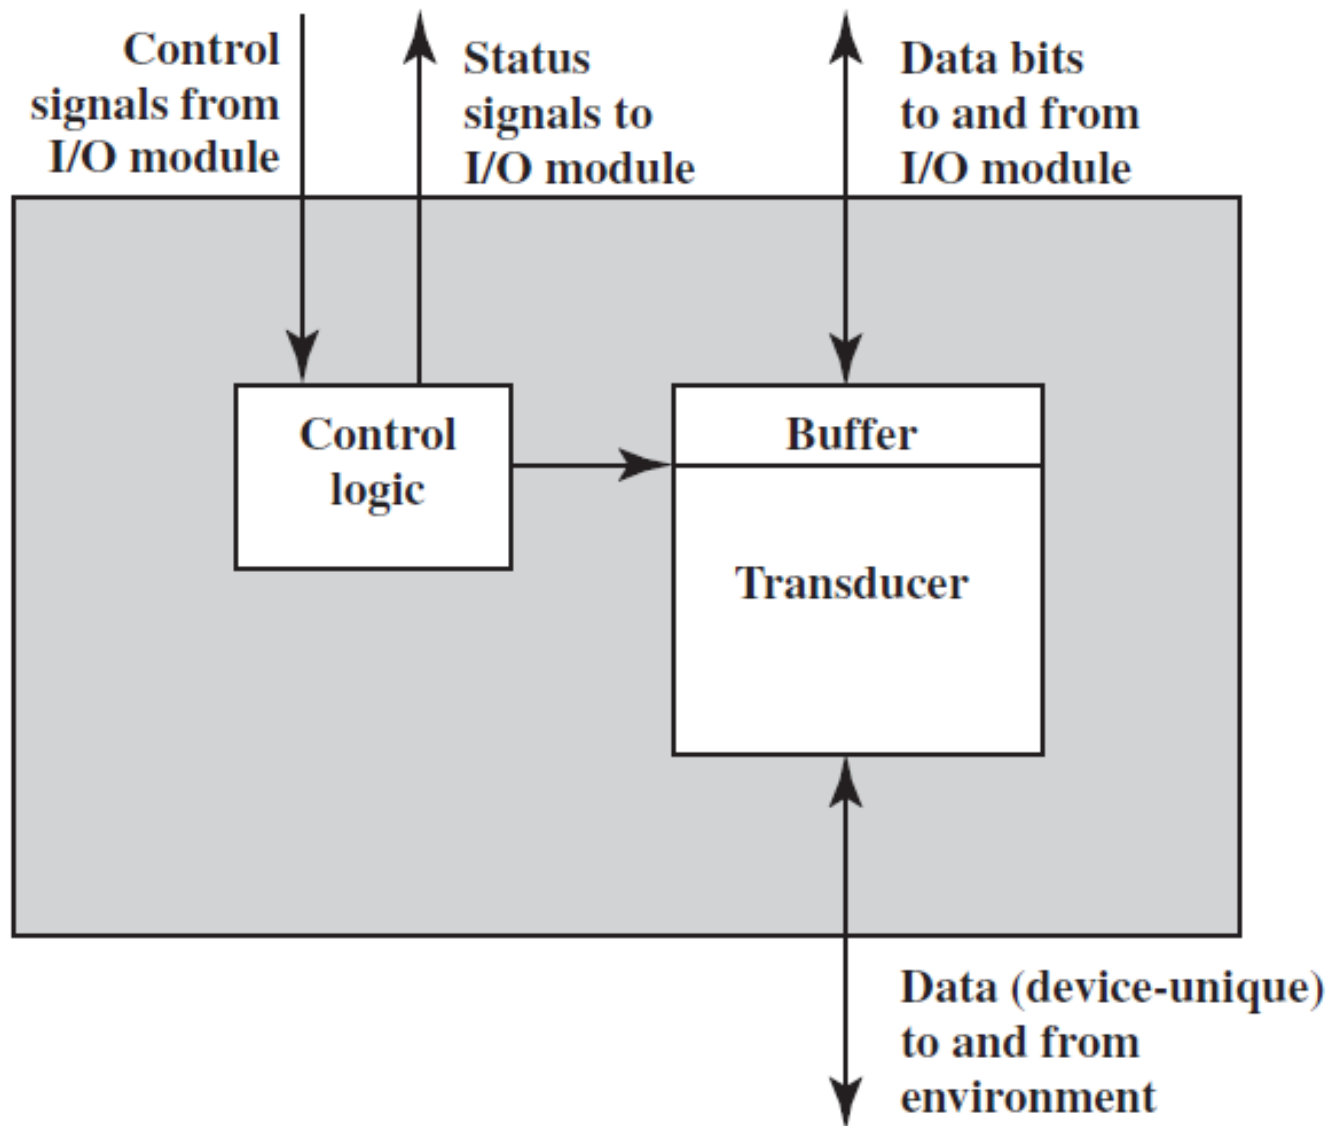 Control
signals from
I/O module
Status
signals to
I/O module
Data bits
to and from
I/O module
Control
logic
Buffer
Transducer
Data (device-unique)
to and from
environment